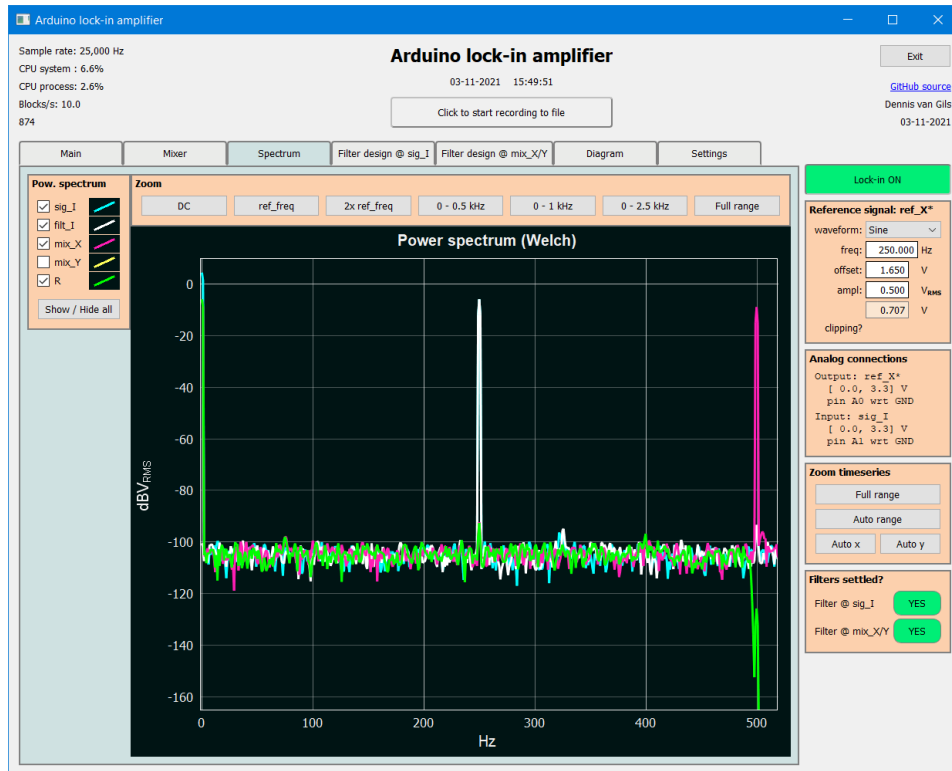 Arduino lock-in amplifier
Sample rate: 25,000 Hz
CPU system : 6.6%
CPU process: 2.6%
Blocks/s: 10.0
874
Arduino lock-in amplifier
03-11-2021 15:49:51
Click to start recording to file
Exit
GitHub source
Dennis van Gils
03-11-2021
Main
Mixer
Spectrum
Filter design @ sig_I
Filter design @ mix_X/Y
Diagram
Settings
Pow. spectrum
sig_I
filt_I
mix_X
mix_Y
R
Show / Hide all
Zoom
DC
ref_freq
2x ref_freq
0 - 0.5 kHz
0 - 1 kHz
0 - 2.5 kHz
Full range
Power spectrum (Welch)
dBVRMS
0
-20
-40
-60
-80
-100
-120
-140
-160
0
100
200
300
400
500
Hz
Lock-in ON
Reference signal: ref_X*
waveform: Sine
freq: 250.000 Hz
offset: 1.650 V
ampl: 0.500 VRMS
0.707 V
clipping?
Analog connections
Output: ref_X*
[ 0.0, 3.3] V
pin A0 wrt GND
Input: sig_I
[ 0.0, 3.3] V
pin A1 wrt GND
Zoom timeseries
Full range
Auto range
Auto x
Auto y
Filters settled?
Filter @ sig_I YES
Filter @ mix_X/Y YES